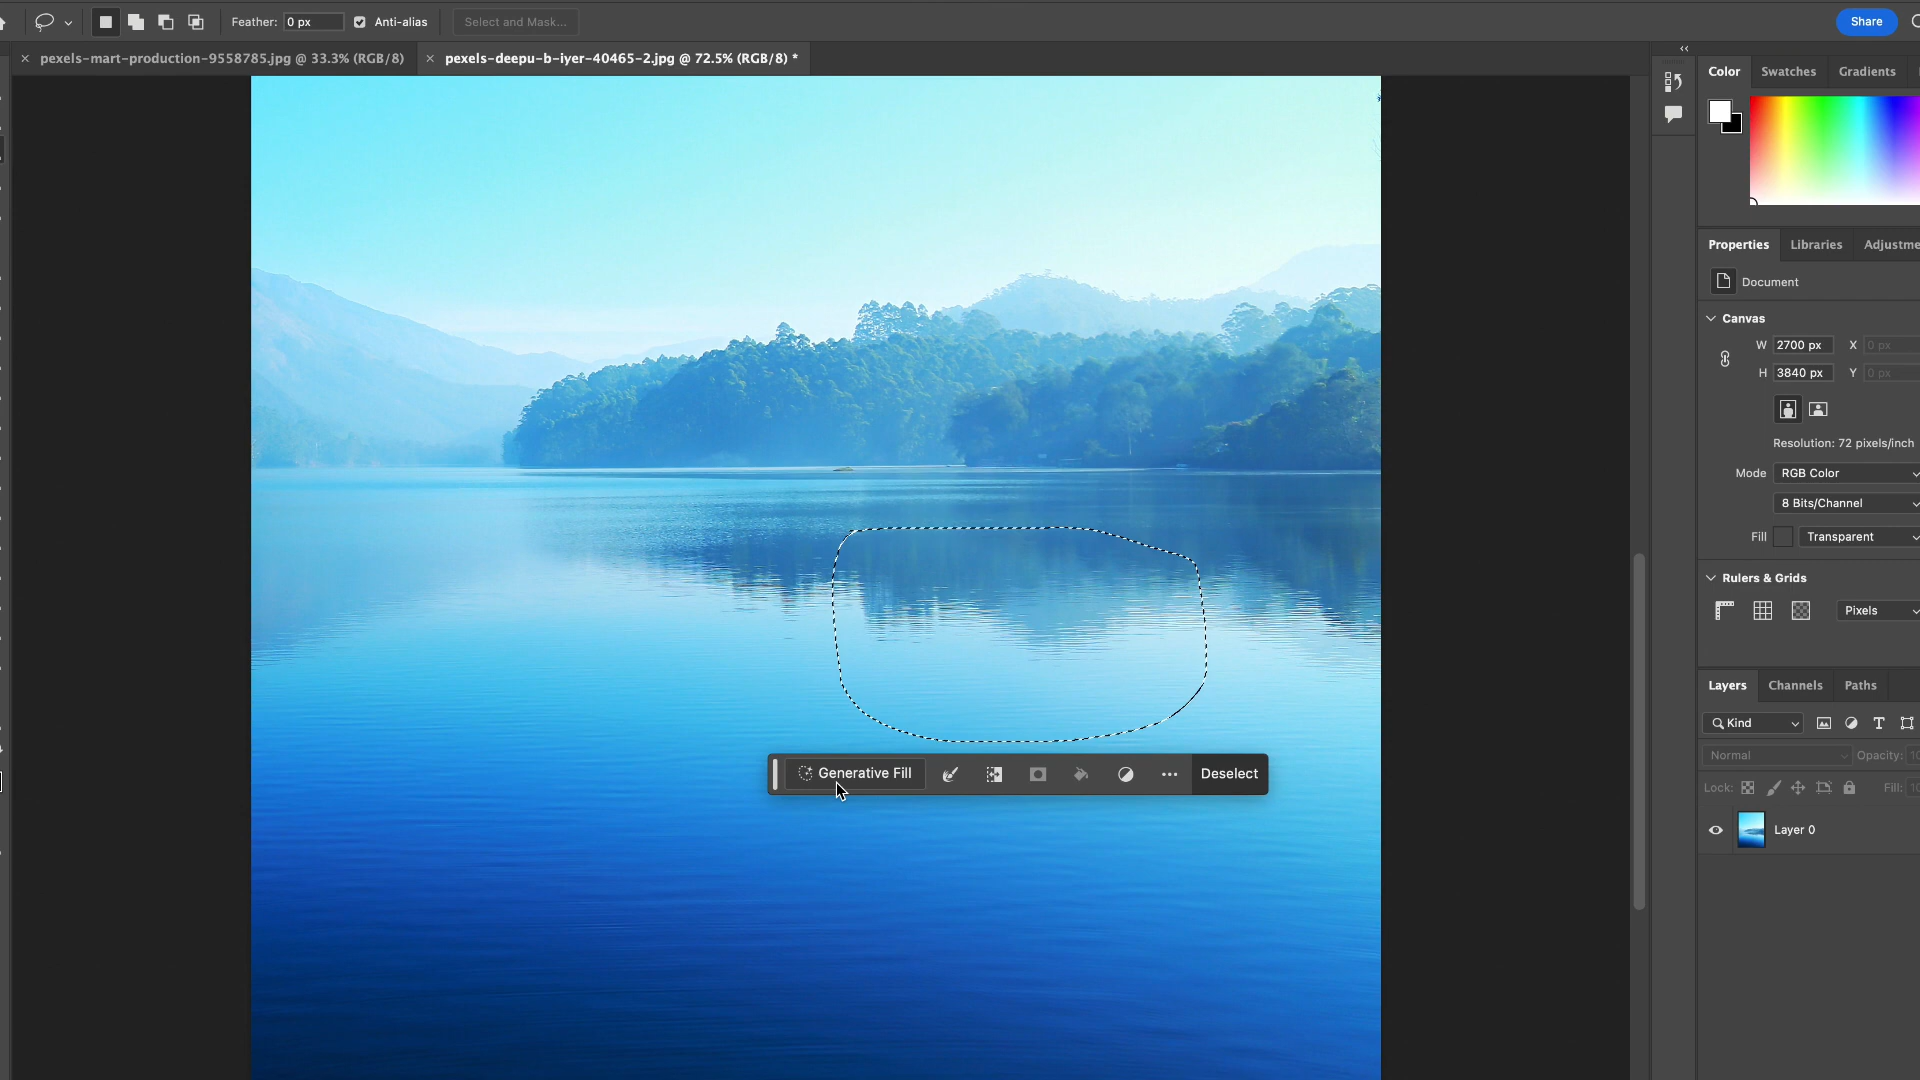 Feather: 0 px Anti-alias Select and Mask... Share
pexels-mart-production-9558785.jpg @ 33.3% (RGB/8) pexels-deepu-b-iyer-40465-2.jpg @ 72.5% (RGB/8) *
Color Swatches Gradients
Properties Libraries Adjustme
Document
Canvas
W 2700 px X 0 px
H 3840 px Y 0 px
Resolution: 72 pixels/inch
Mode RGB Color
8 Bits/Channel
Fill Transparent
Rulers & Grids
Pixels
Layers Channels Paths
Kind
Normal Opacity: 10
Generative Fill Deselect
Lock: Fill: 10
Layer 0